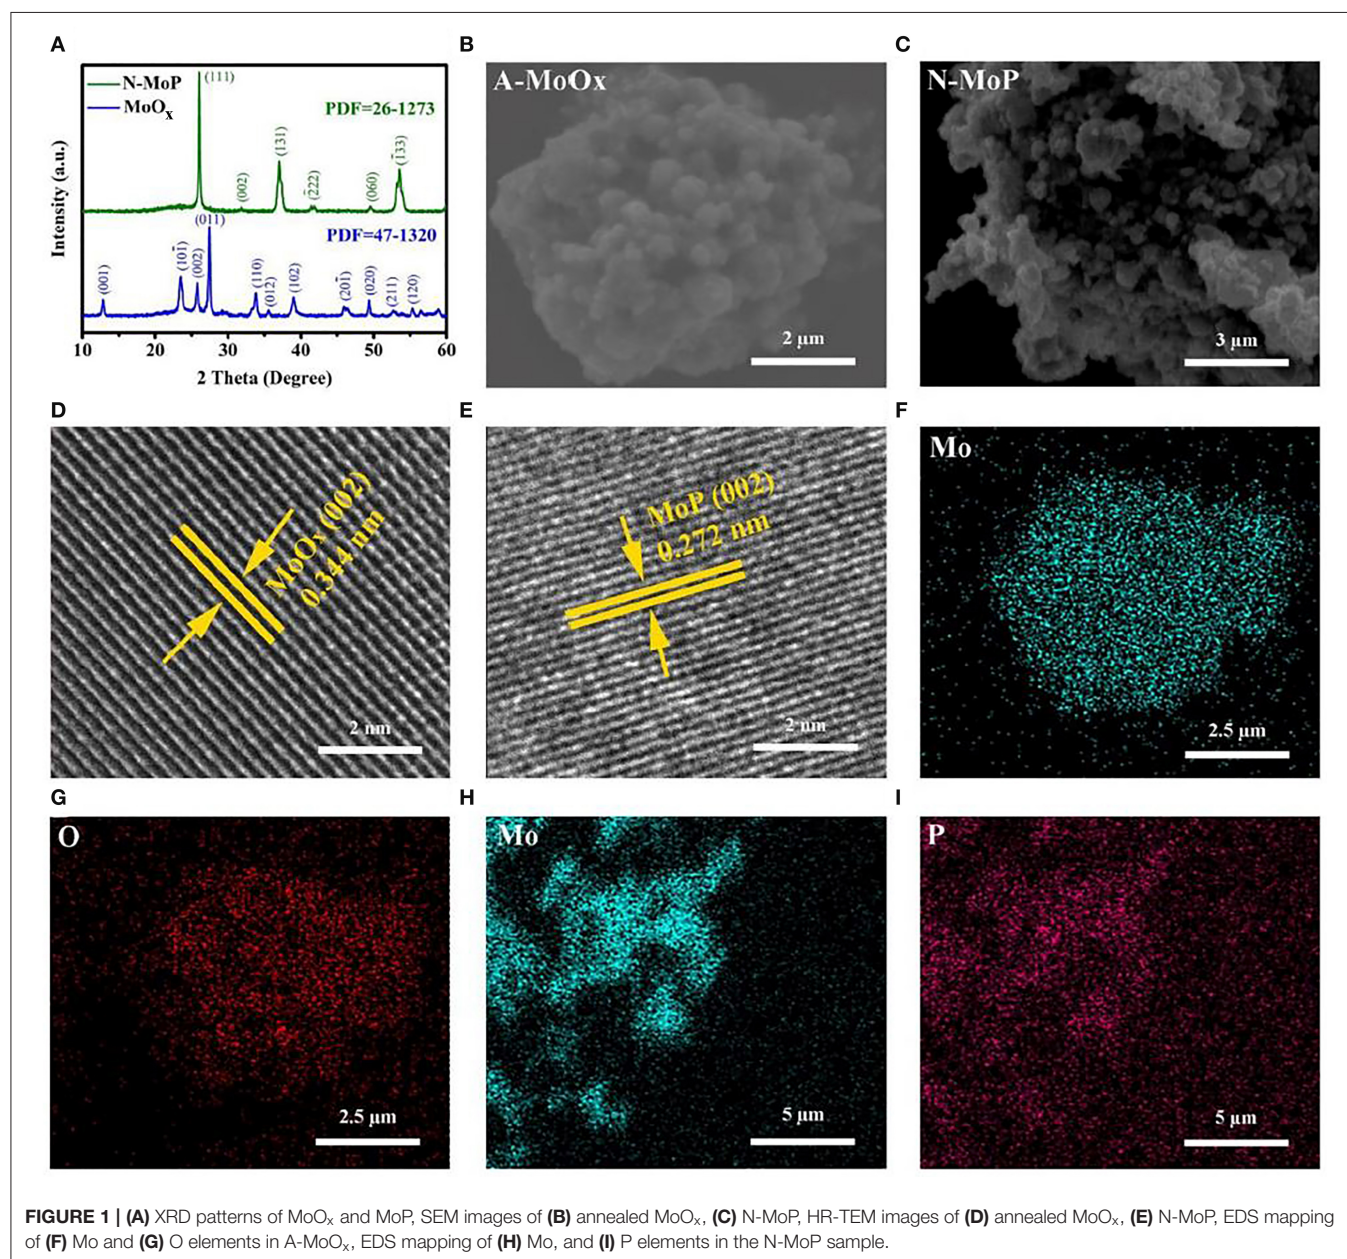 A
N-MoP
MoOₓ
PDF=26-1273
PDF=47-1320
(111)
(002)
(131)
(2̄22)
(060)
(1̄33)
(001)
(101̄)
(002)
(011)
(110)
(012)
(102)
(201̄)
(020)
(211)
(120)
Intensity (a.u.)
10 20 30 40 50 60
2 Theta (Degree)
B
A-MoOx
2 μm
C
N-MoP
3 μm
D
MoOx (002)
0.344 nm
2 nm
E
MoP (002)
0.272 nm
2 nm
F
Mo
2.5 μm
G
O
2.5 μm
H
Mo
5 μm
I
P
5 μm
FIGURE 1 | (A) XRD patterns of MoOₓ and MoP, SEM images of (B) annealed MoOₓ, (C) N-MoP, HR-TEM images of (D) annealed MoOₓ, (E) N-MoP, EDS mapping
of (F) Mo and (G) O elements in A-MoOₓ, EDS mapping of (H) Mo, and (I) P elements in the N-MoP sample.